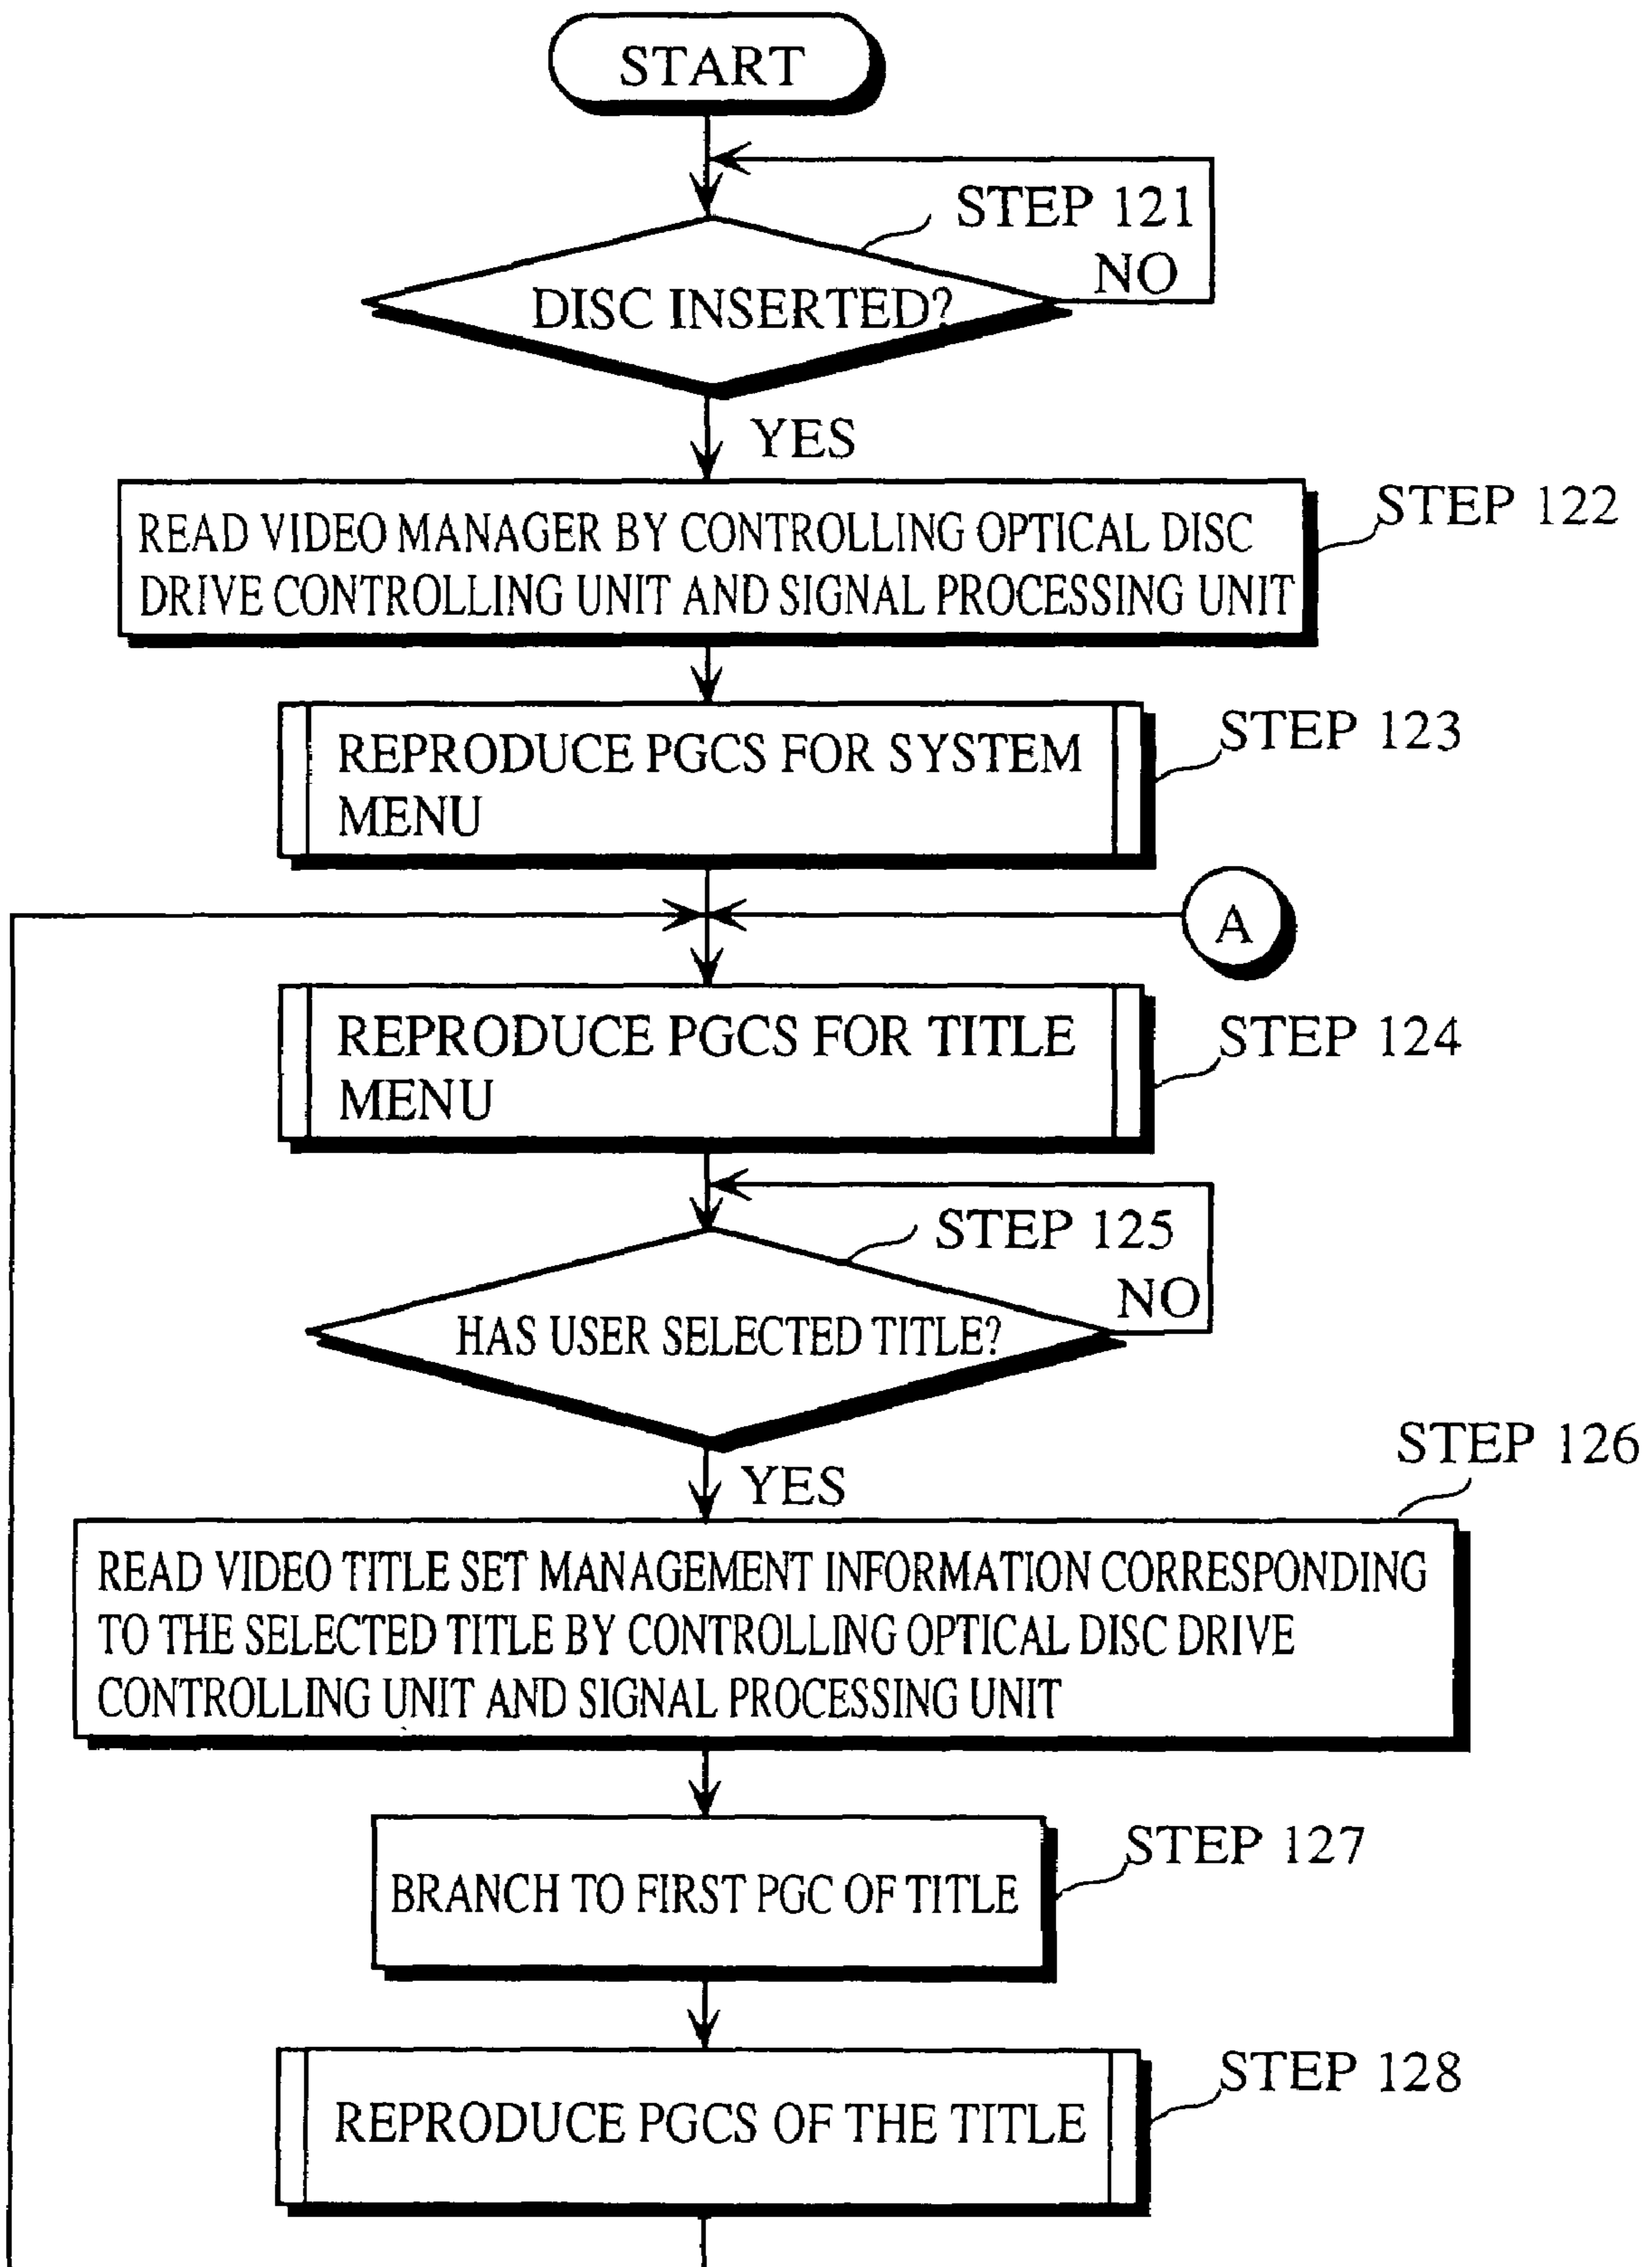 START
STEP 121
NO
DISC INSERTED?
YES
STEP 122
READ VIDEO MANAGER BY CONTROLLING OPTICAL DISC
DRIVE CONTROLLING UNIT AND SIGNAL PROCESSING UNIT
STEP 123
REPRODUCE PGCS FOR SYSTEM
MENU
A
REPRODUCE PGCS FOR TITLE
MENU
STEP 124
STEP 125
NO
HAS USER SELECTED TITLE?
STEP 126
YES
READ VIDEO TITLE SET MANAGEMENT INFORMATION CORRESPONDING
TO THE SELECTED TITLE BY CONTROLLING OPTICAL DISC DRIVE
CONTROLLING UNIT AND SIGNAL PROCESSING UNIT
STEP 127
BRANCH TO FIRST PGC OF TITLE
STEP 128
REPRODUCE PGCS OF THE TITLE